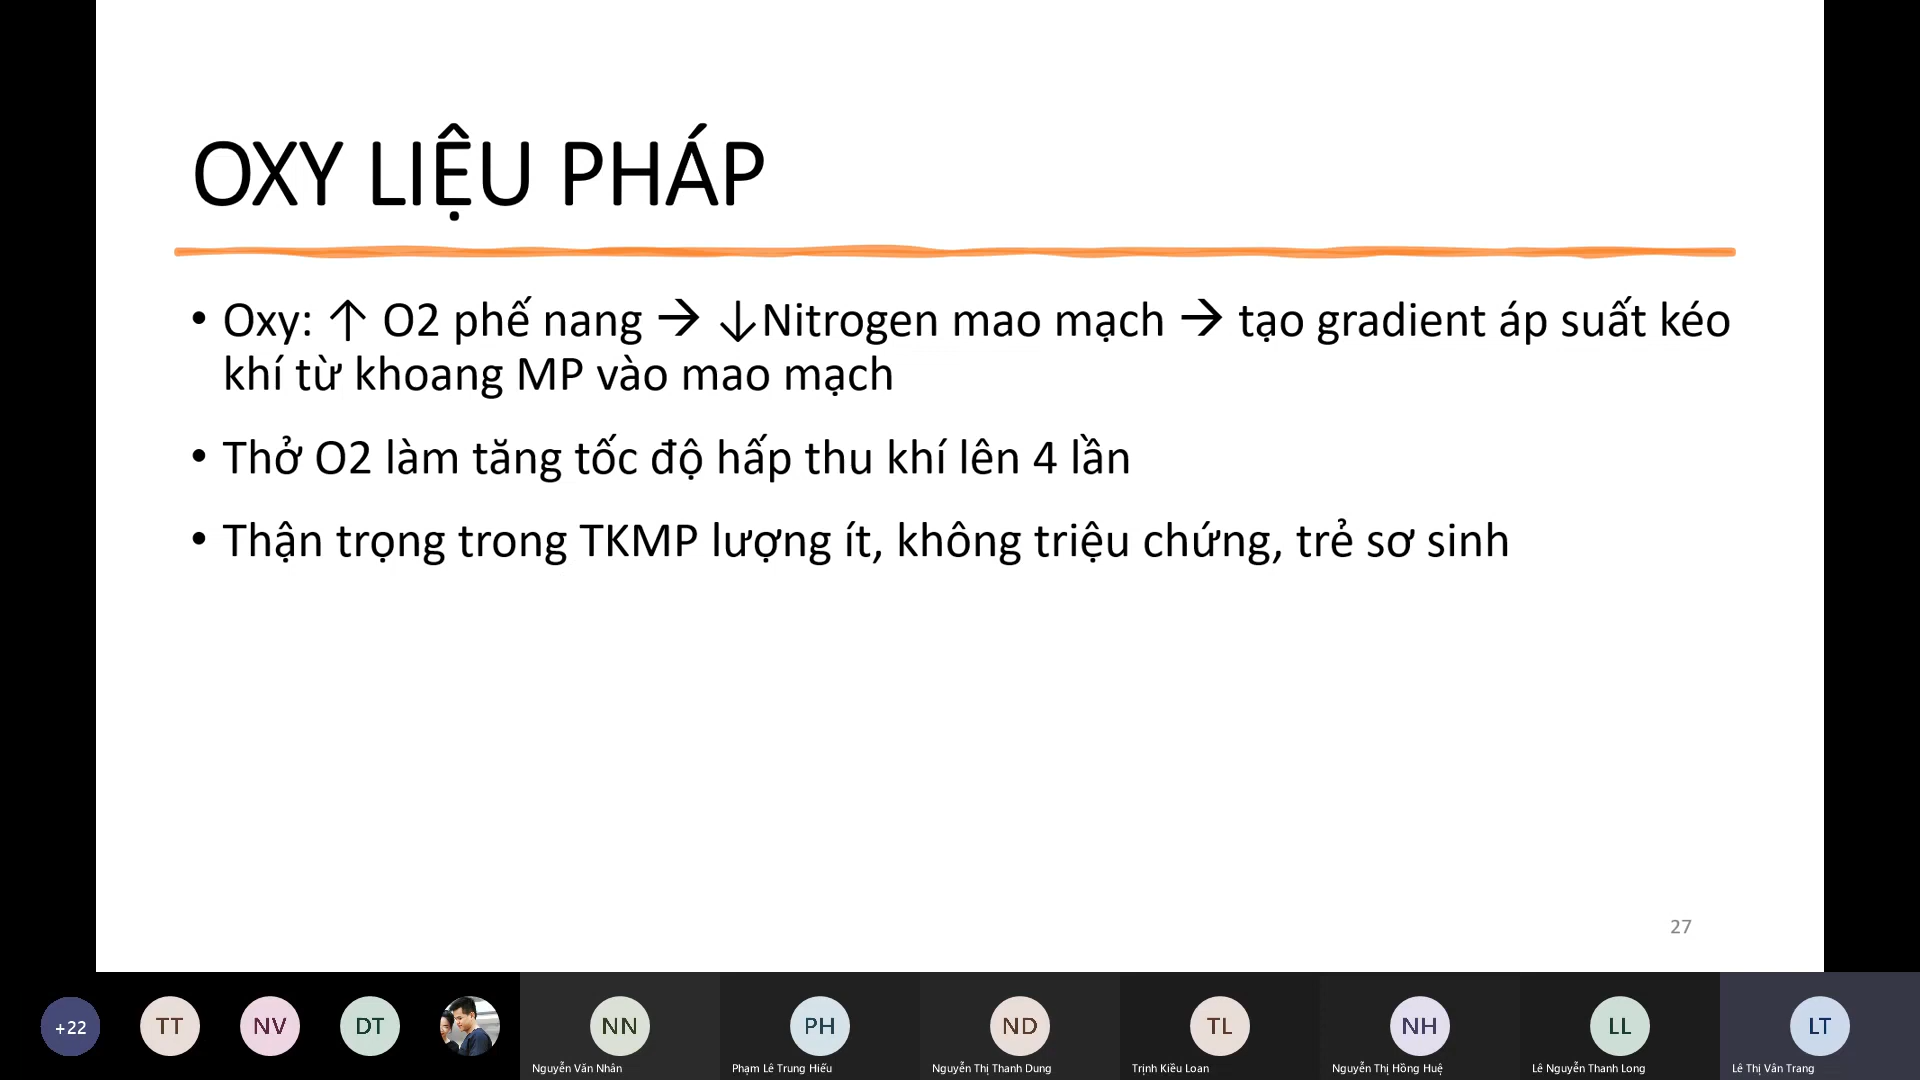 OXY LIỆU PHÁP
• Oxy: ↑ O2 phế nang → ↓Nitrogen mao mạch → tạo gradient áp suất kéo
khí từ khoang MP vào mao mạch
• Thở O2 làm tăng tốc độ hấp thu khí lên 4 lần
• Thận trọng trong TKMP lượng ít, không triệu chứng, trẻ sơ sinh
27
+22
TT
NV
DT
NN
PH
ND
TL
NH
LL
LT
Nguyễn Văn Nhân
Phạm Lê Trung Hiếu
Nguyễn Thị Thanh Dung
Trịnh Kiều Loan
Nguyễn Thị Hồng Huệ
Lê Nguyễn Thanh Long
Lê Thị Vân Trang